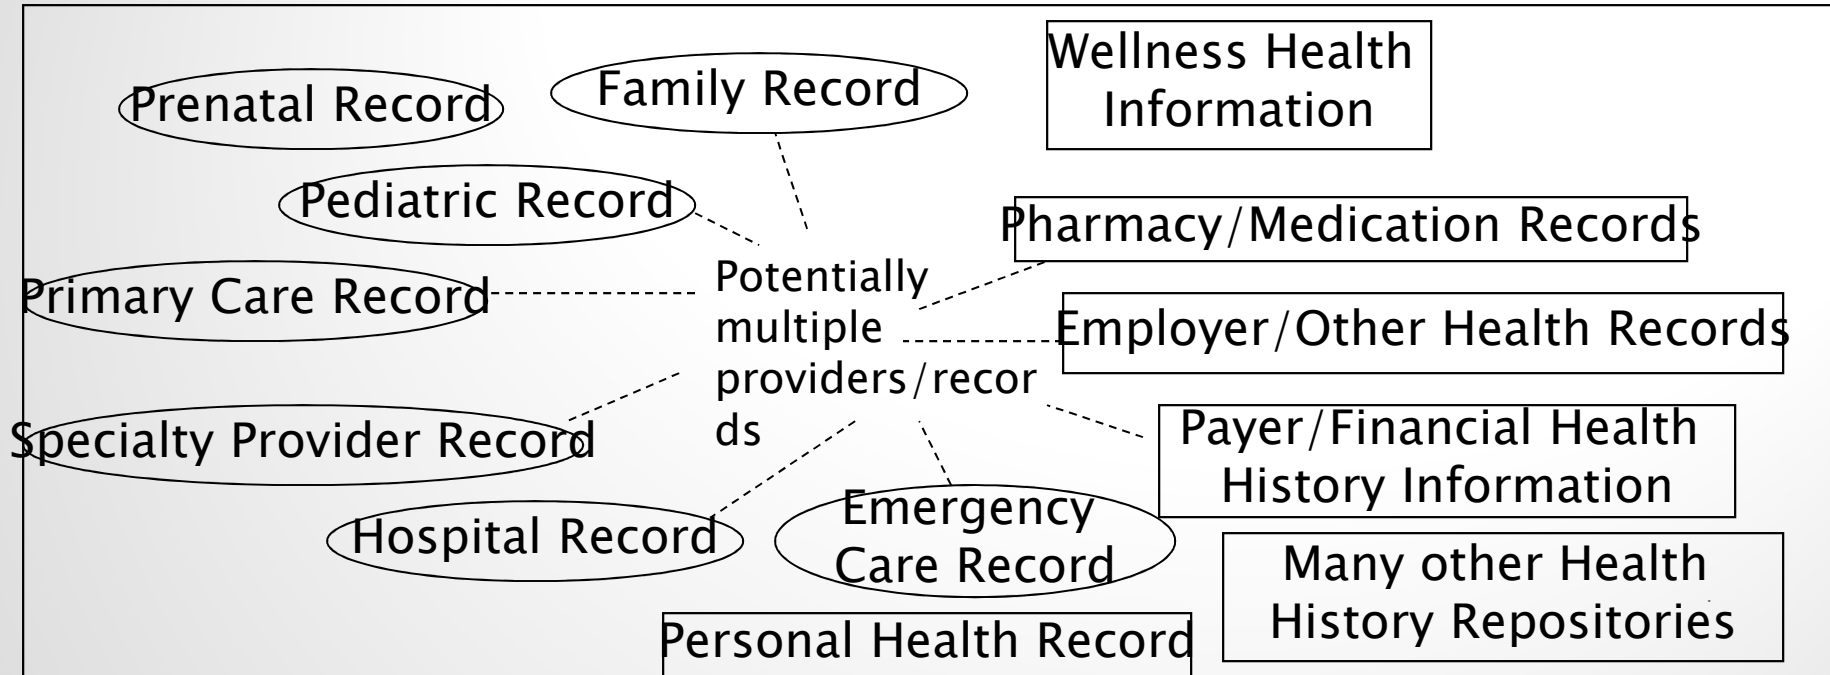 Wellness Health
Information
Prenatal Record
Family Record
Pediatric Record
Pharmacy/Medication Records
Primary Care Record
Potentially
multiple
providers/recor
ds
Employer/Other Health Records
Specialty Provider Record
Payer/Financial Health
History Information
Hospital Record
Emergency
Care Record
Many other Health
History Repositories
Personal Health Record